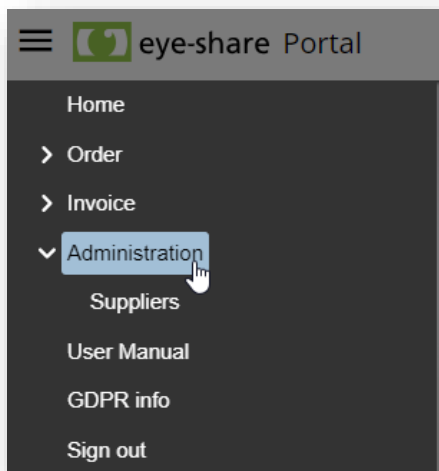 eye-share Portal
Home
Order
Invoice
Administration
Suppliers
User Manual
GDPR info
Sign out